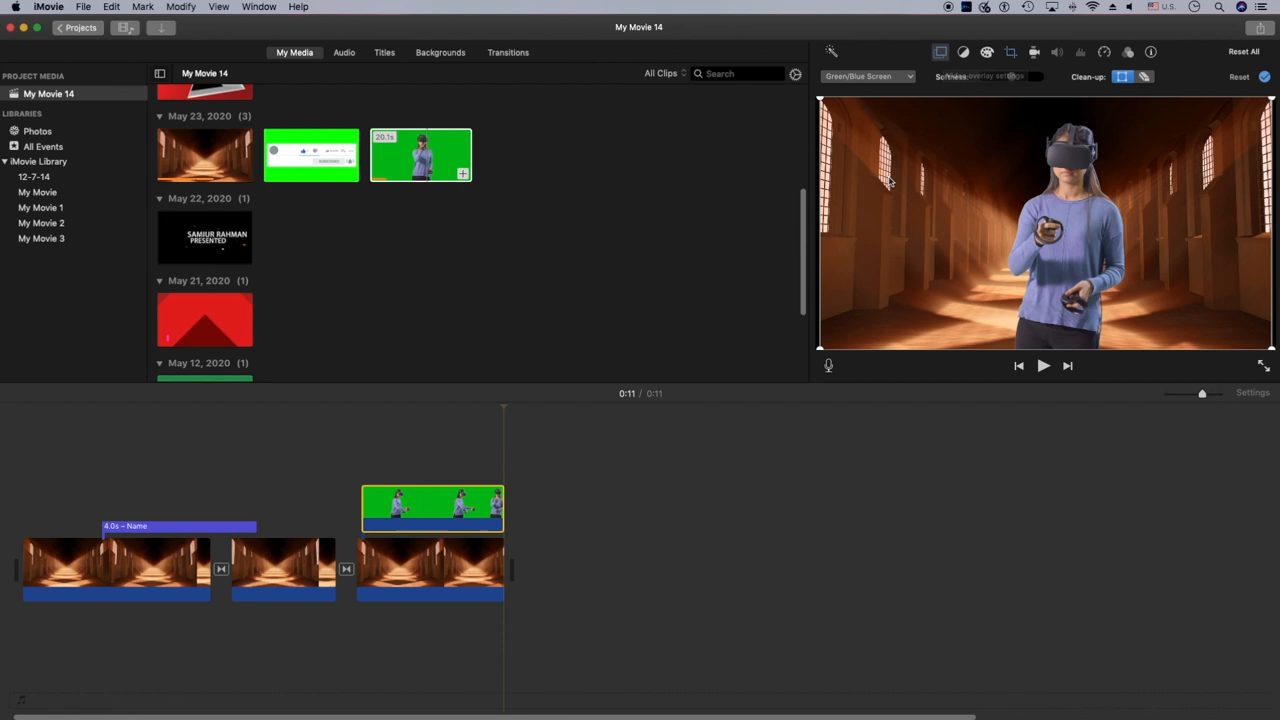 iMovie File Edit Mark Modify View Window Help U.S.
Projects My Movie 14
My Media Audio Titles Backgrounds Transitions Reset All
PROJECT MEDIA
My Movie 14
LIBRARIES
Photos
All Events
iMovie Library
12-7-14
My Movie
My Movie 1
My Movie 2
My Movie 3
My Movie 14 All Clips Search
May 23, 2020 (3)
20.1s
May 22, 2020 (1)
SAMIUR RAHMAN
PRESENTED
May 21, 2020 (1)
May 12, 2020 (1)
Green/Blue Screen overlay settings Clean-up: Reset
0:11 / 0:11 Settings
4.0s – Name